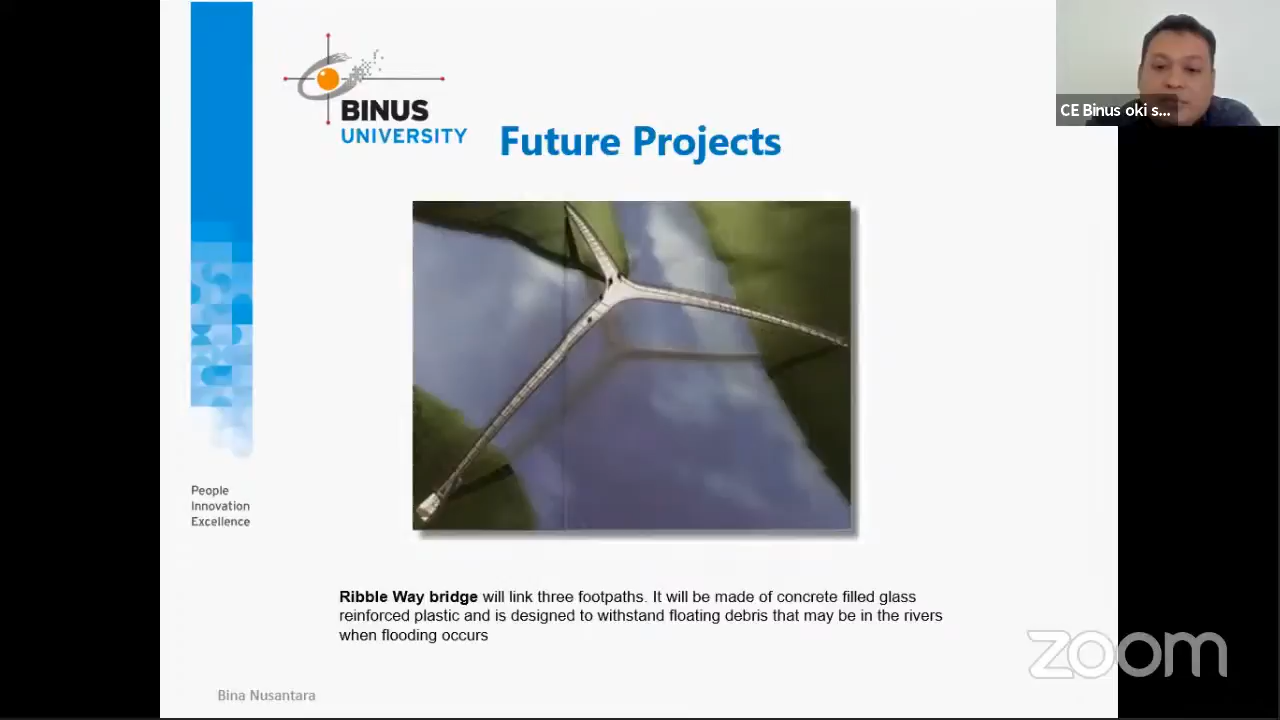 BINUS
UNIVERSITY
CE Binus oki s...
Future Projects
People
Innovation
Excellence
Ribble Way bridge will link three footpaths. It will be made of concrete filled glass
reinforced plastic and is designed to withstand floating debris that may be in the rivers
when flooding occurs
zoom
Bina Nusantara